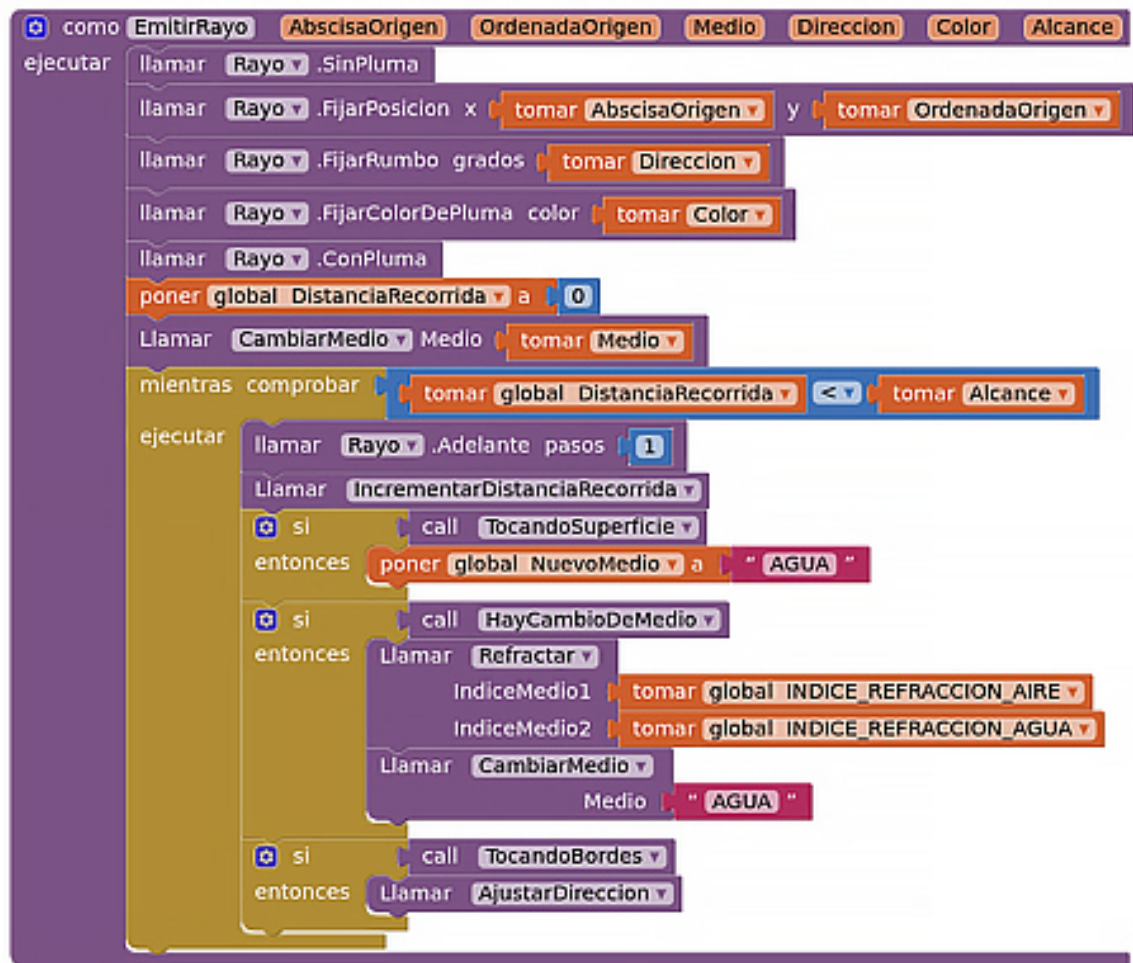 como EmitirRayo AbscisaOrigen OrdenadaOrigen Medio Direccion Color Alcance
ejecutar llamar Rayo .SinPluma
llamar Rayo .FijarPosicion x tomar AbscisaOrigen y tomar OrdenadaOrigen
llamar Rayo .FijarRumbo grados tomar Direccion
llamar Rayo .FijarColorDePluma color tomar Color
llamar Rayo .ConPluma
poner global DistanciaRecorrida a 0
Llamar CambiarMedio Medio tomar Medio
mientras comprobar tomar global DistanciaRecorrida < tomar Alcance
ejecutar llamar Rayo .Adelante pasos 1
Llamar IncrementarDistanciaRecorrida
si call TocandoSuperficie
entonces poner global NuevoMedio a " AGUA "
si call HayCambioDeMedio
entonces Llamar Refractar
IndiceMedio1 tomar global INDICE_REFRACCION_AIRE
IndiceMedio2 tomar global INDICE_REFRACCION_AGUA
Llamar CambiarMedio
Medio " AGUA "
si call TocandoBordes
entonces Llamar AjustarDireccion